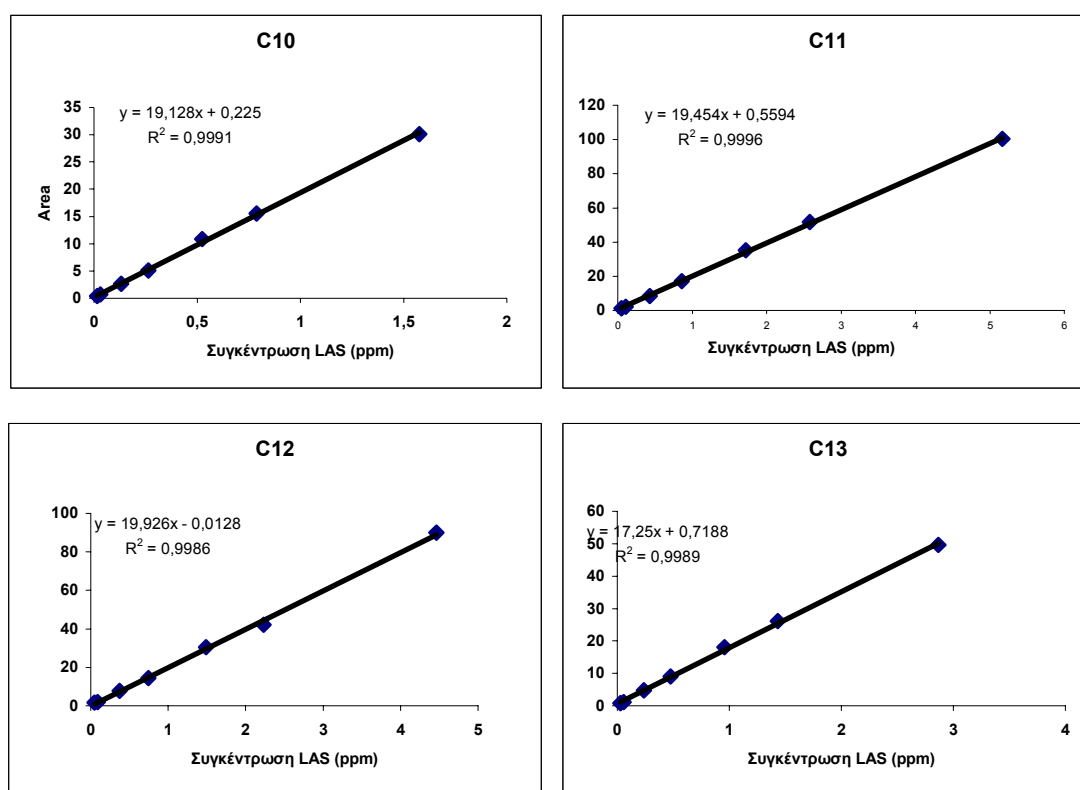 C10
y = 19,128x + 0,225
R² = 0,9991
35
30
25
20
15
10
5
0
Area
0 0,5 1 1,5 2
Συγκέντρωση LAS (ppm)
C11
y = 19,454x + 0,5594
R² = 0,9996
120
100
80
60
40
20
0
0 1 2 3 4 5 6
Συγκέντρωση LAS (ppm)
C12
y = 19,926x - 0,0128
R² = 0,9986
100
80
60
40
20
0
0 1 2 3 4 5
Συγκέντρωση LAS (ppm)
C13
y = 17,25x + 0,7188
R² = 0,9989
60
50
40
30
20
10
0
0 1 2 3 4
Συγκέντρωση LAS (ppm)